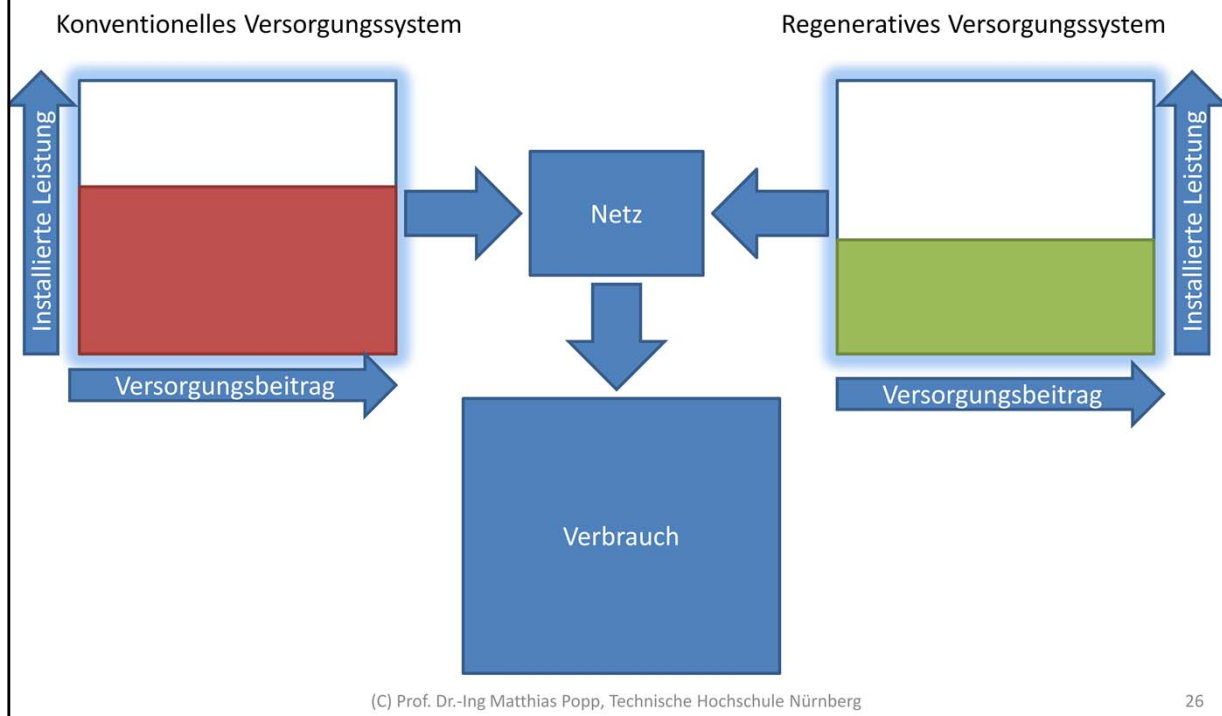 Konventionelles Versorgungssystem
Regeneratives Versorgungssystem
Installierte Leistung
Versorgungsbeitrag
Netz
Installierte Leistung
Versorgungsbeitrag
Verbrauch
(C) Prof. Dr.-Ing Matthias Popp, Technische Hochschule Nürnberg
26